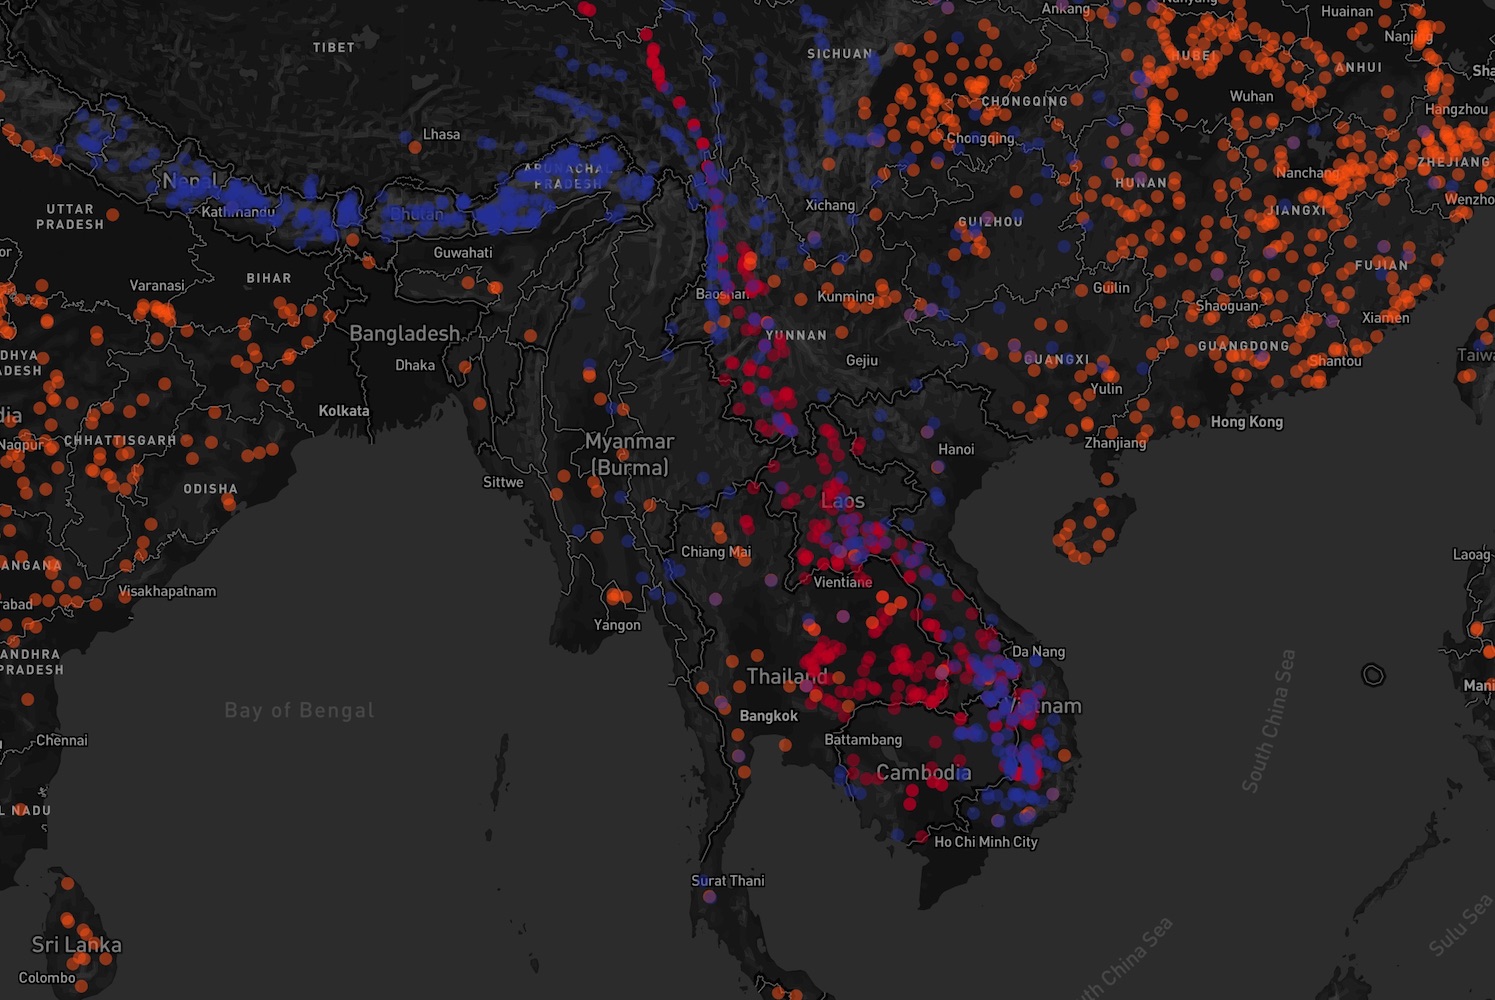 Ankang
Nanyang
Huainan
TIBET
SICHUAN
HUBEI
Nanjing
ANHUI
Sha
CHONGQING
Wuhan
Hangzhou
Lhasa
Chongqing
ARUNACHAL
PRADESH
ZHEJIANG
Nepal
Nanchang
HUNAN
Wenzho
UTTAR
PRADESH
Kathmandu
Bhutan
Xichang
JIANGXI
GUIZHOU
or
Guwahati
FUJIAN
BIHAR
Varanasi
Baoshan
Kunming
Guilin
Shaoguan
Xiamen
Bangladesh
YUNNAN
GUANGDONG
DHYA
ADESH
Dhaka
Gejiu
GUANGXI
Shantou
Taiwa
Yulin
Kolkata
dia
Hong Kong
Nagpur
CHHATTISGARH
Myanmar
(Burma)
Hanoi
Zhanjiang
Sittwe
ODISHA
Laos
Chiang Mai
Laoag
ANGANA
Vientiane
Visakhapatnam
rabad
Yangon
ANDHRA
PRADESH
Da Nang
Thailand
Mani
Bay of Bengal
Bangkok
Vietnam
South China Sea
Chennai
Battambang
Cambodia
L NADU
Ho Chi Minh City
Surat Thani
Sri Lanka
Colombo
uth China Sea
Sulu Sea